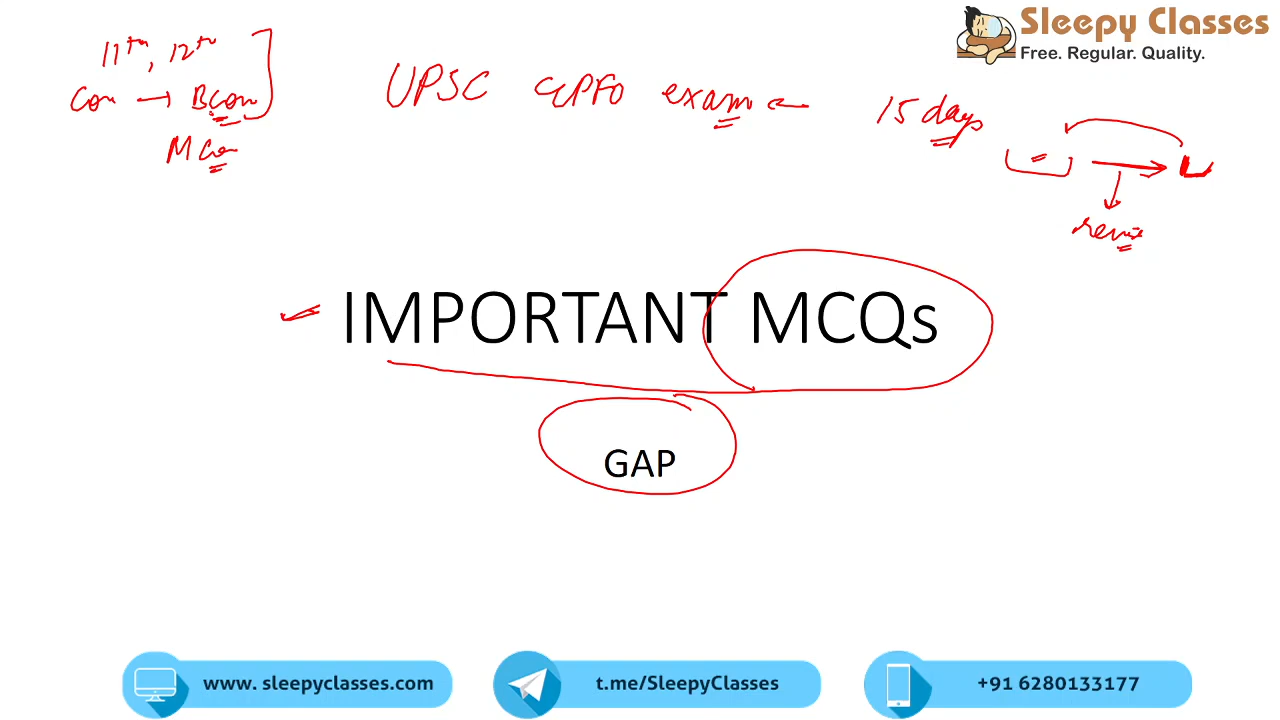 Sleepy Classes
Free. Regular. Quality.
11th, 12th
Com → BCom
MCom
UPSC EPFO exam
15 days
IMPORTANT MCQs
GAP
www. sleepyclasses.com
t.me/SleepyClasses
+91 6280133177